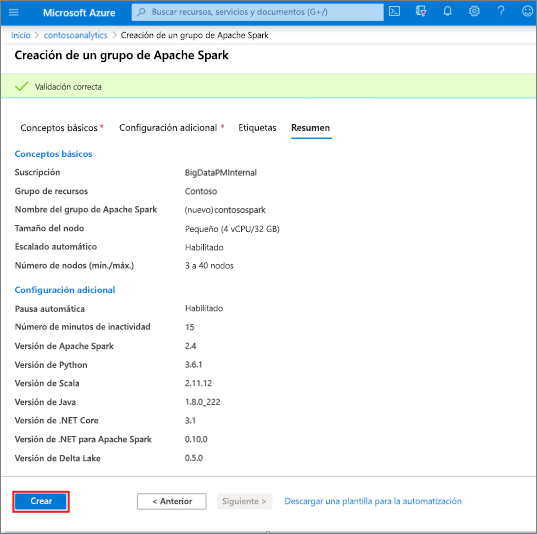 Microsoft Azure
Buscar recursos, servicios y documentos (G+/)
Inicio > contosoanalytics > Creación de un grupo de Apache Spark
Creación de un grupo de Apache Spark
Validación correcta
Conceptos básicos * Configuración adicional * Etiquetas Resumen
Conceptos básicos
Suscripción BigDataPMInternal
Grupo de recursos Contoso
Nombre del grupo de Apache Spark (nuevo)contosospark
Tamaño del nodo Pequeño (4 vCPU/32 GB)
Escalado automático Habilitado
Número de nodos (mín./máx.) 3 a 40 nodos
Configuración adicional
Pausa automática Habilitado
Número de minutos de inactividad 15
Versión de Apache Spark 2.4
Versión de Python 3.6.1
Versión de Scala 2.11.12
Versión de Java 1.8.0_222
Versión de .NET Core 3.1
Versión de .NET para Apache Spark 0.10.0
Versión de Delta Lake 0.5.0
Crear < Anterior Siguiente > Descargar una plantilla para la automatización